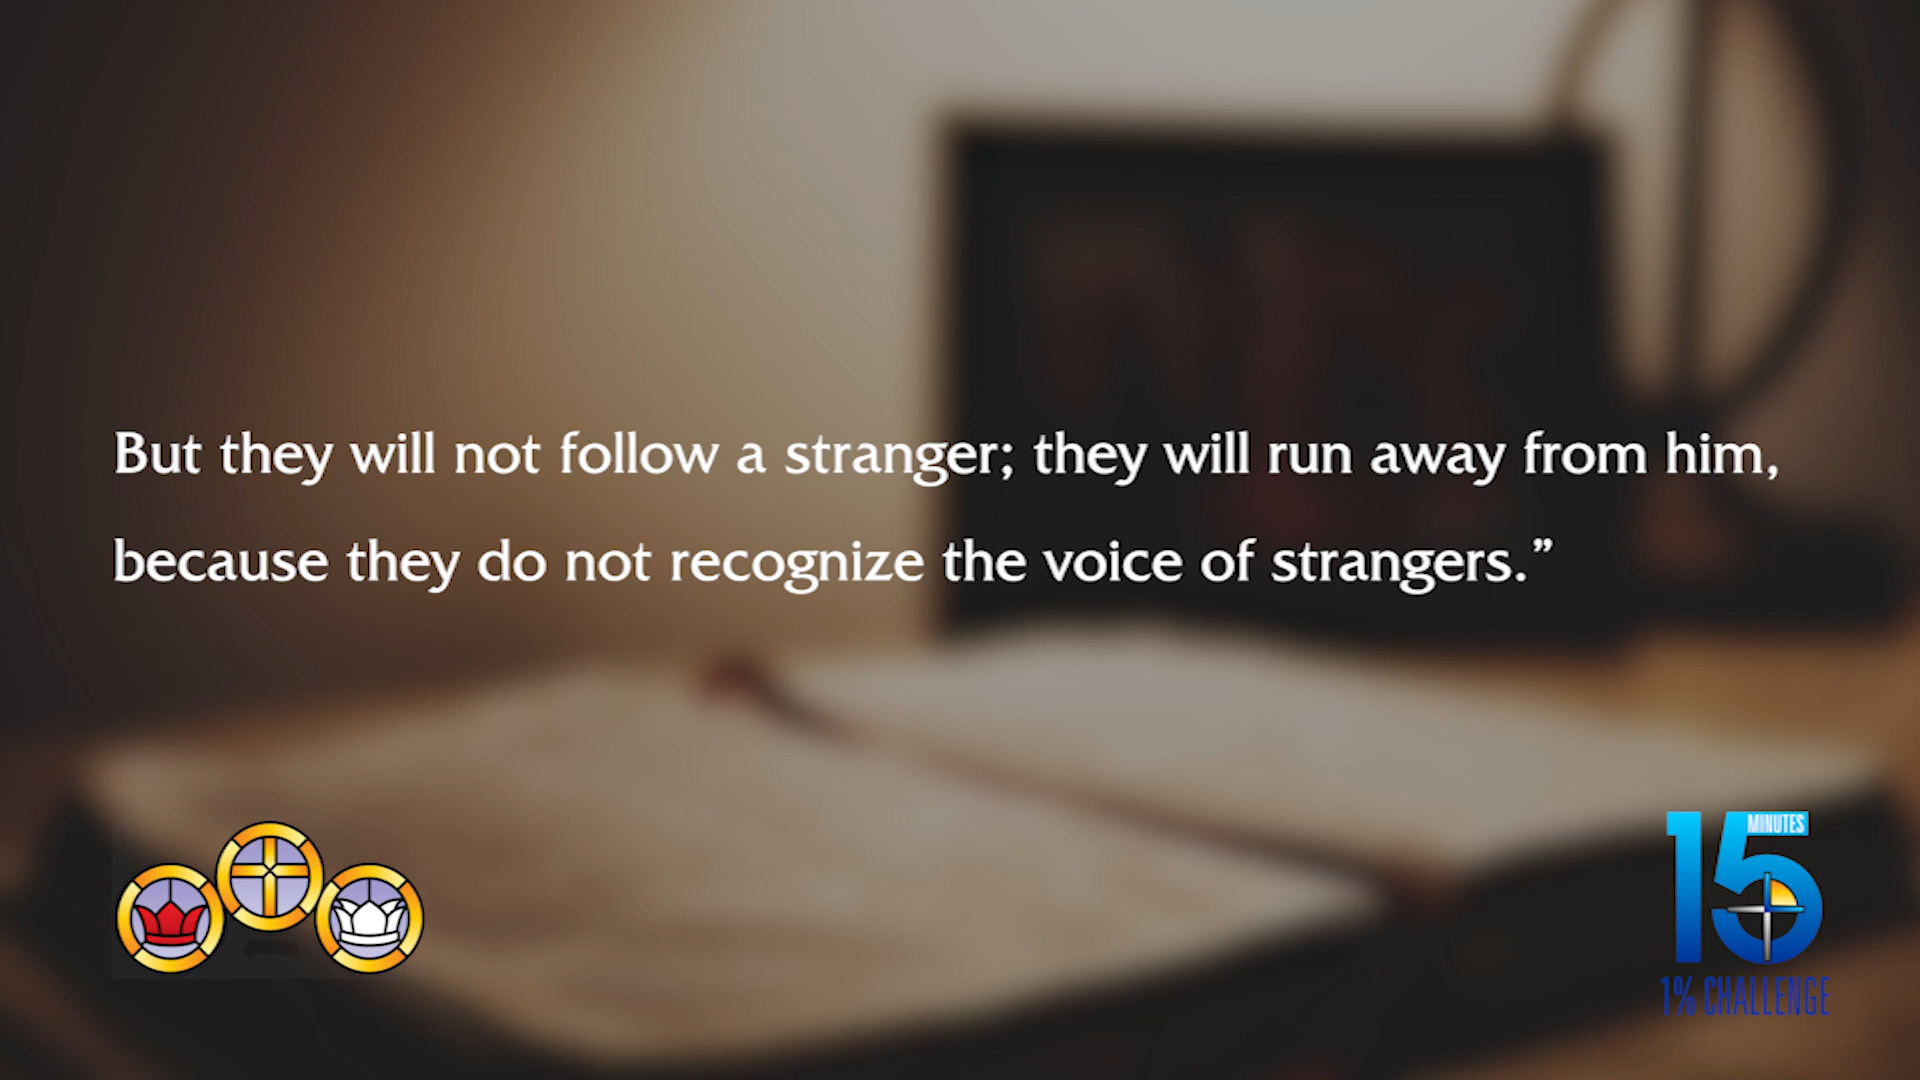 But they will not follow a stranger; they will run away from him,
because they do not recognize the voice of strangers.”
15
MINUTES
1% CHALLENGE